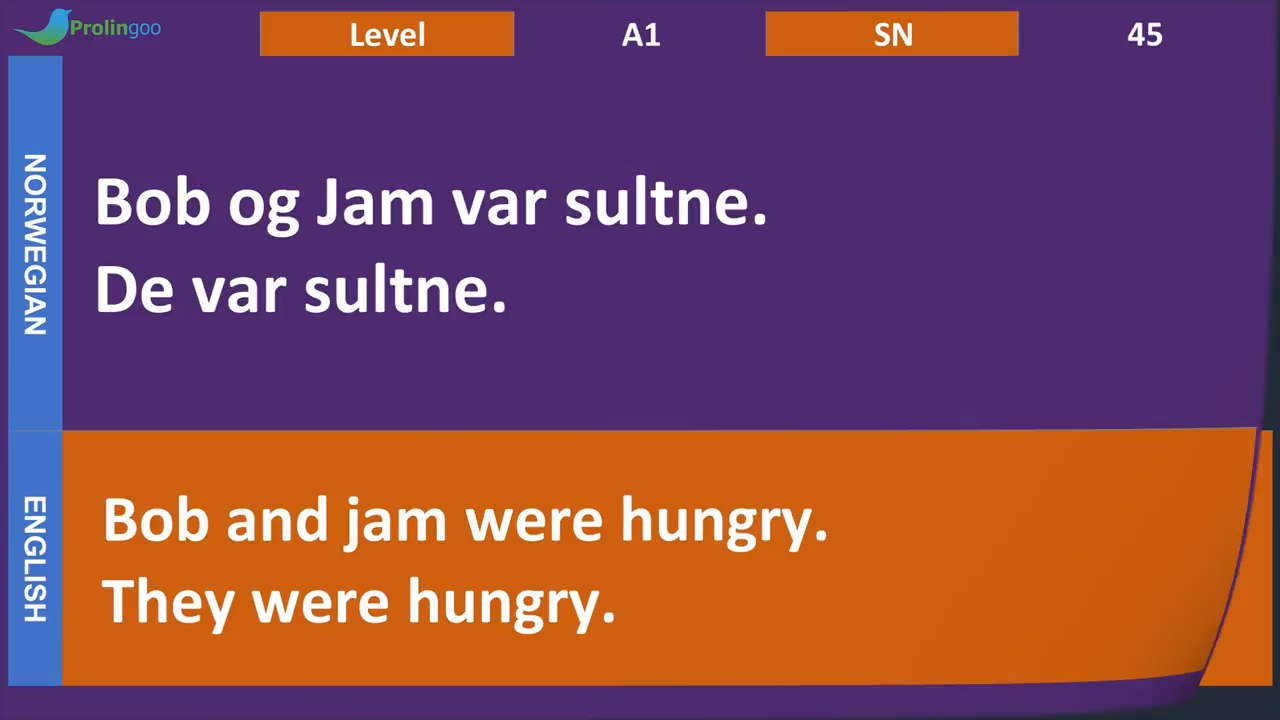 Prolingoo
Level A1 SN 45
NORWEGIAN
Bob og Jam var sultne.
De var sultne.
ENGLISH
Bob and jam were hungry.
They were hungry.